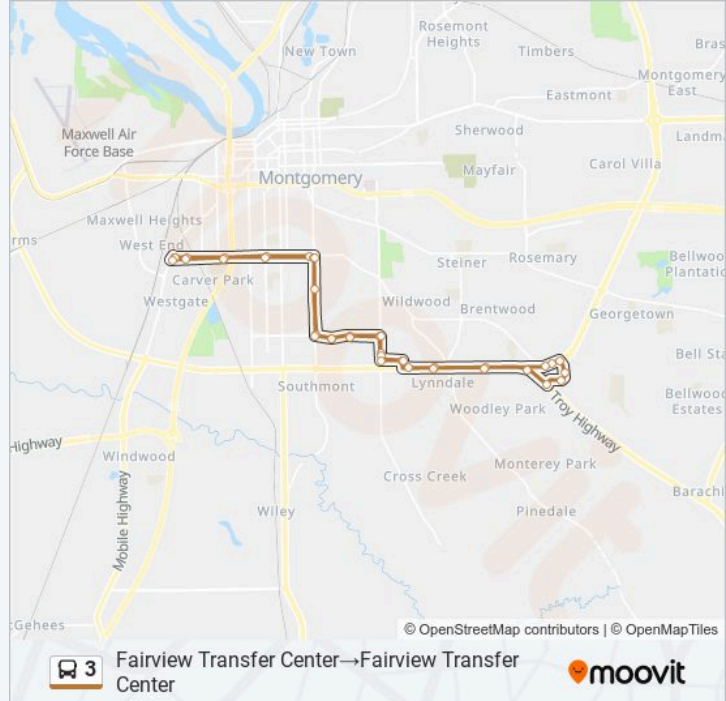 New Town
Rosemont
Heights
Timbers
Bras
Montgomery
East
Eastmont
Maxwell Air
Force Base
Sherwood
Landma
Carol Villa
Mayfair
Montgomery
Maxwell Heights
rms
West End
Steiner
Rosemary
Bellwoo
Plantatio
Carver Park
Westgate
Wildwood
Brentwood
Georgetown
Bell Sta
Southmont
Lynndale
Bellwoo
Estates
Woodley Park
Troy Highway
Highway
Windwood
Cross Creek
Monterey Park
Barachi
Mobile Highway
Wiley
Pinedale
cGehees
© OpenStreetMap contributors | © OpenMapTiles
3
Fairview Transfer Center→Fairview Transfer
Center
moovit